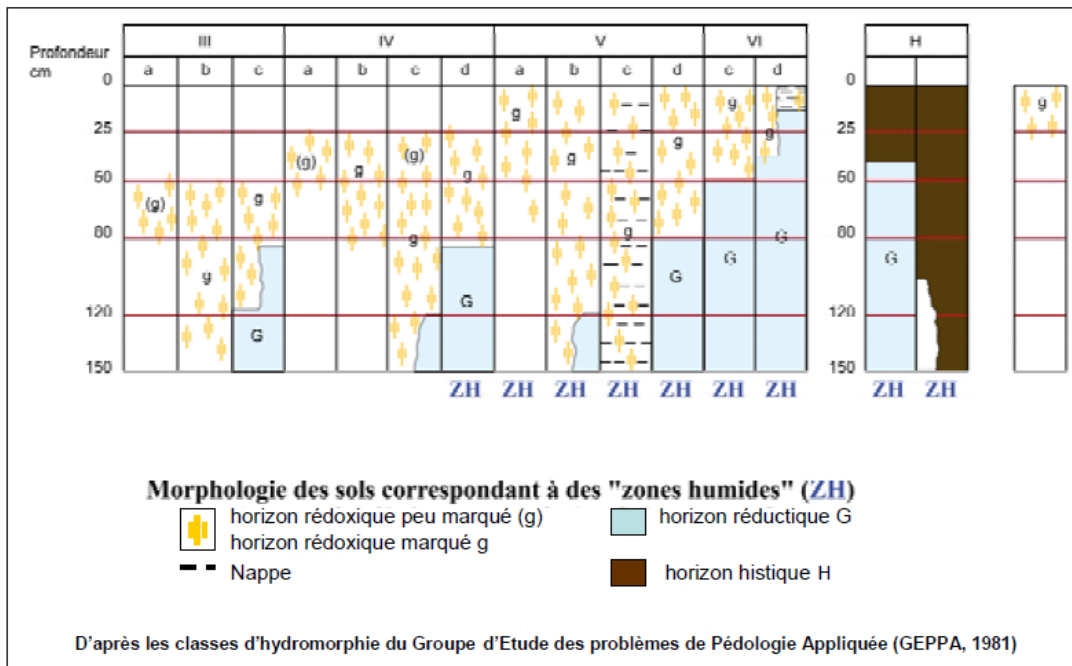 III IV V VI H
Profondeur
cm
a b c a b c d a b c d c d
0 0
25 25
50 50
80 80
120 120
150 150
(g) g g (g) g (g) g g g g g g g
g g
G G G G G G
ZH ZH ZH ZH ZH ZH ZH ZH ZH
Morphologie des sols correspondant à des "zones humides" (ZH)
horizon rédoxique peu marqué (g)
horizon rédoxique marqué g
Nappe
horizon réductique G
horizon histique H
D'après les classes d'hydromorphie du Groupe d'Etude des problèmes de Pédologie Appliquée (GEPPA, 1981)